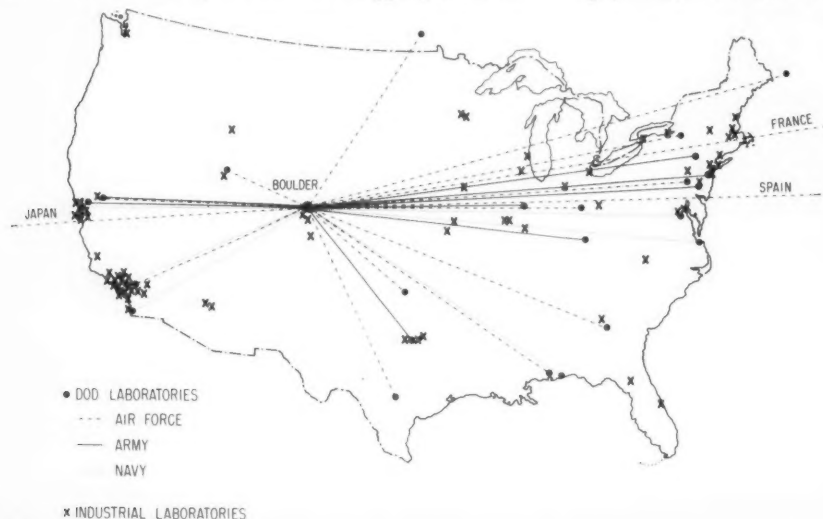 BOULDER
FRANCE
SPAIN
JAPAN
• DOD LABORATORIES
--- AIR FORCE
— ARMY
NAVY
x INDUSTRIAL LABORATORIES